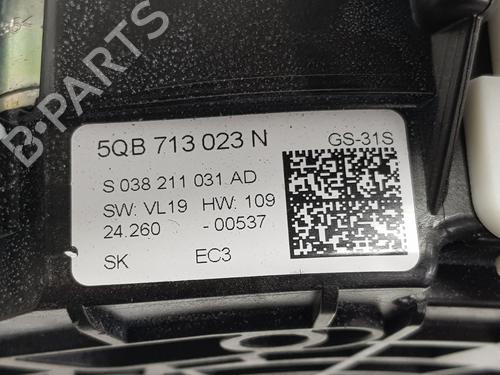 5QB 713 023 N
GS-31S
S 038 211 031 AD
SW: VL19 HW: 109
24.260 - 00537
SK EC3
B-PARTS